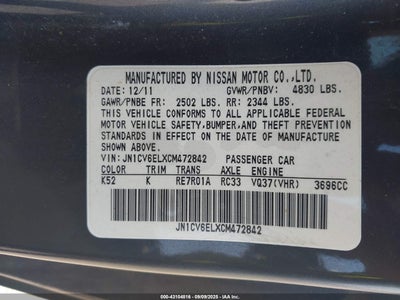 MANUFACTURED BY NISSAN MOTOR CO.,LTD.
DATE: 12/11 GVWR/PNBV: 4830 LBS.
GAWR/PNBE FR: 2502 LBS. RR: 2344 LBS.
THIS VEHICLE CONFORMS TO ALL APPLICABLE FEDERAL
MOTOR VEHICLE SAFETY,BUMPER,AND THEFT PREVENTION
STANDARDS IN EFFECT ON THE DATE OF MANUFACTURE
SHOWN ABOVE.
VIN: JN1CV6ELXCM472842 PASSENGER CAR
COLOR TRIM TRANS AXLE ENGINE
K52 K RE7R01A RC33 VQ37(VHR) 3696CC
JN1CV6ELXCM472842
000-43104816 - 09/09/2025 - IAAI.COM